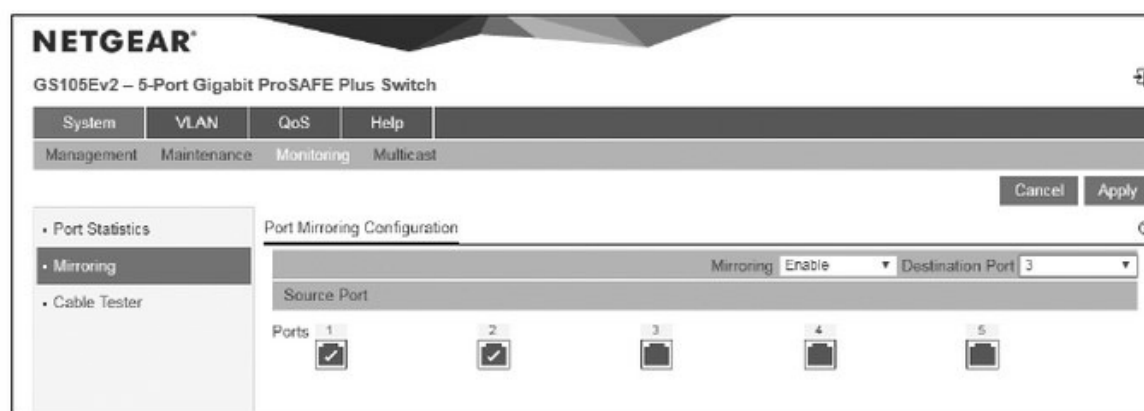 NETGEAR®
GS105Ev2 – 5-Port Gigabit ProSAFE Plus Switch
System VLAN QoS Help
Management Maintenance Monitoring Multicast
Cancel Apply
• Port Statistics
Port Mirroring Configuration
• Mirroring
Mirroring Enable Destination Port 3
• Cable Tester
Source Port
Ports 1 2 3 4 5